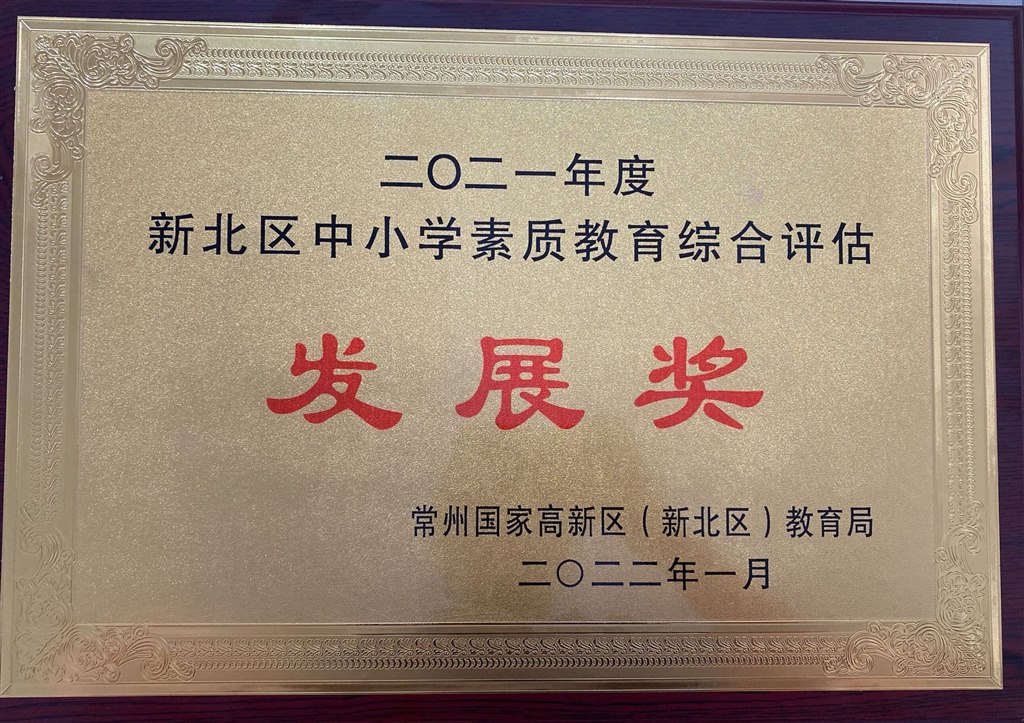 二〇二一年度
新北区中小学素质教育综合评估
发展奖
常州国家高新区（新北区）教育局
二〇二二年一月